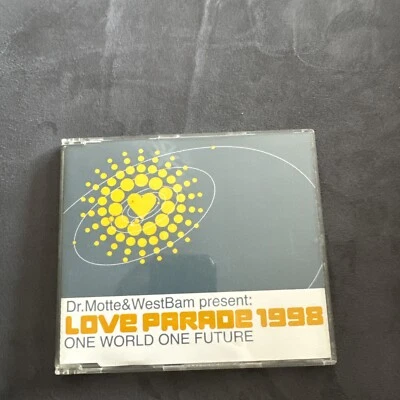 Dr.Motte&WestBam present:
LOVE PARADE 1998
ONE WORLD ONE FUTURE